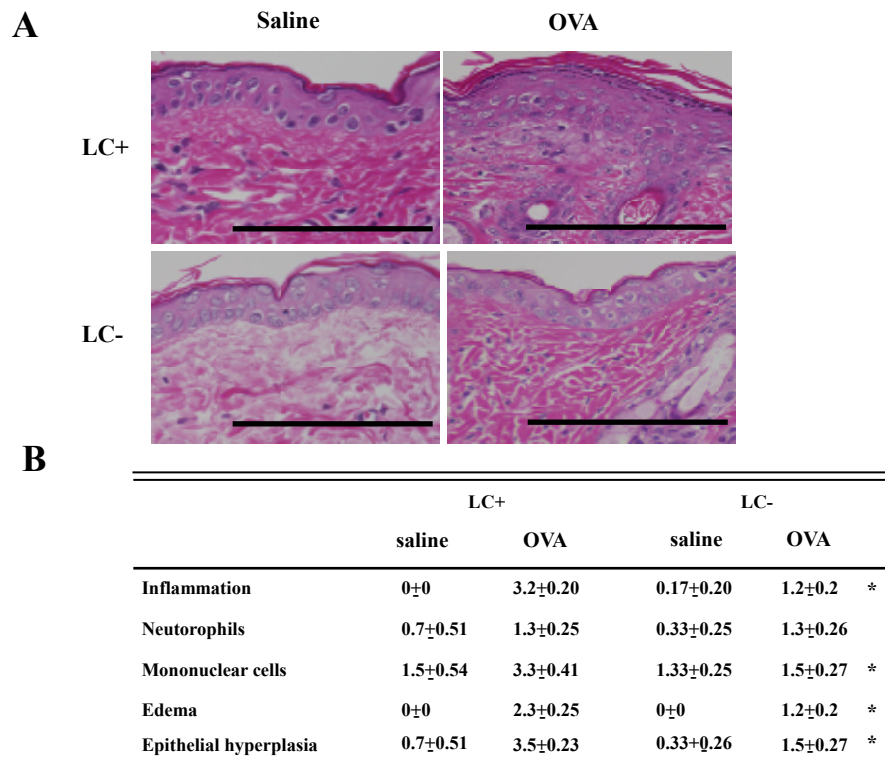 A
Saline OVA
LC+
LC-
B
LC+ LC-
saline OVA saline OVA
Inflammation 0±0 3.2±0.20 0.17±0.20 1.2±0.2 *
Neutorophils 0.7±0.51 1.3±0.25 0.33±0.25 1.3±0.26
Mononuclear cells 1.5±0.54 3.3±0.41 1.33±0.25 1.5±0.27 *
Edema 0±0 2.3±0.25 0±0 1.2±0.2 *
Epithelial hyperplasia 0.7±0.51 3.5±0.23 0.33+0.26 1.5±0.27 *